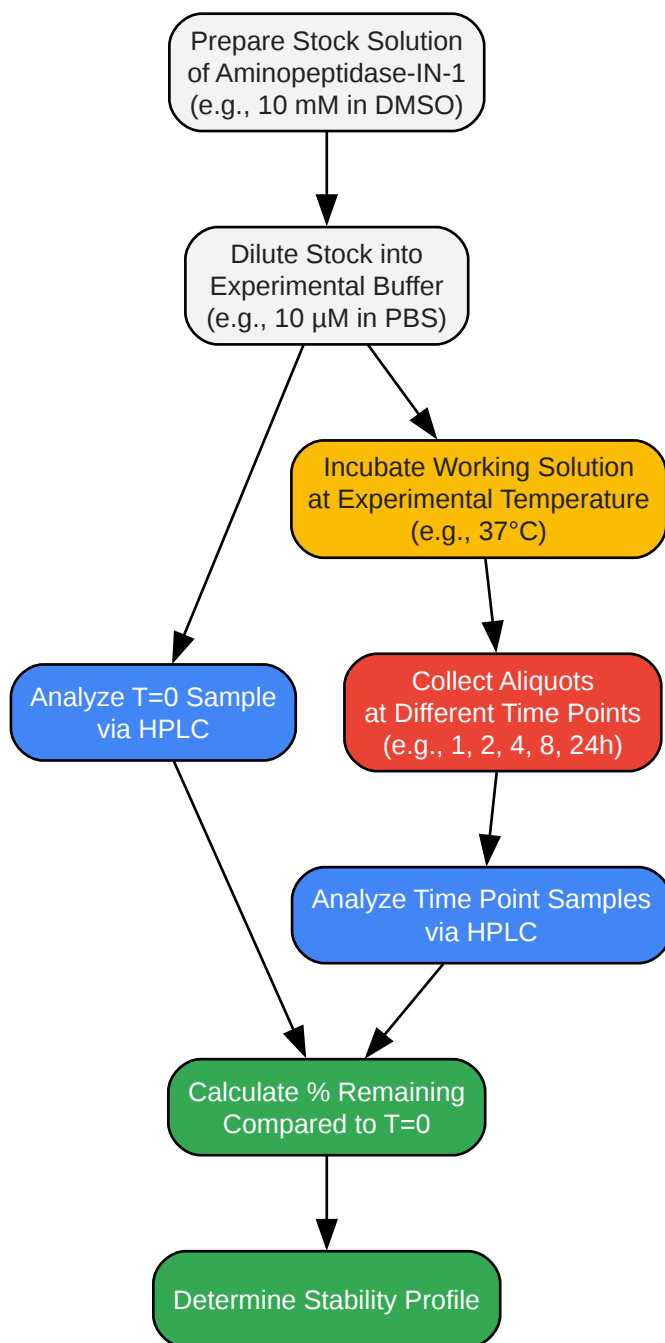 Prepare Stock Solution
of Aminopeptidase-IN-1
(e.g., 10 mM in DMSO)
Dilute Stock into
Experimental Buffer
(e.g., 10 µM in PBS)
Incubate Working Solution
at Experimental Temperature
(e.g., 37°C)
Analyze T=0 Sample
via HPLC
Collect Aliquots
at Different Time Points
(e.g., 1, 2, 4, 8, 24h)
Analyze Time Point Samples
via HPLC
Calculate % Remaining
Compared to T=0
Determine Stability Profile